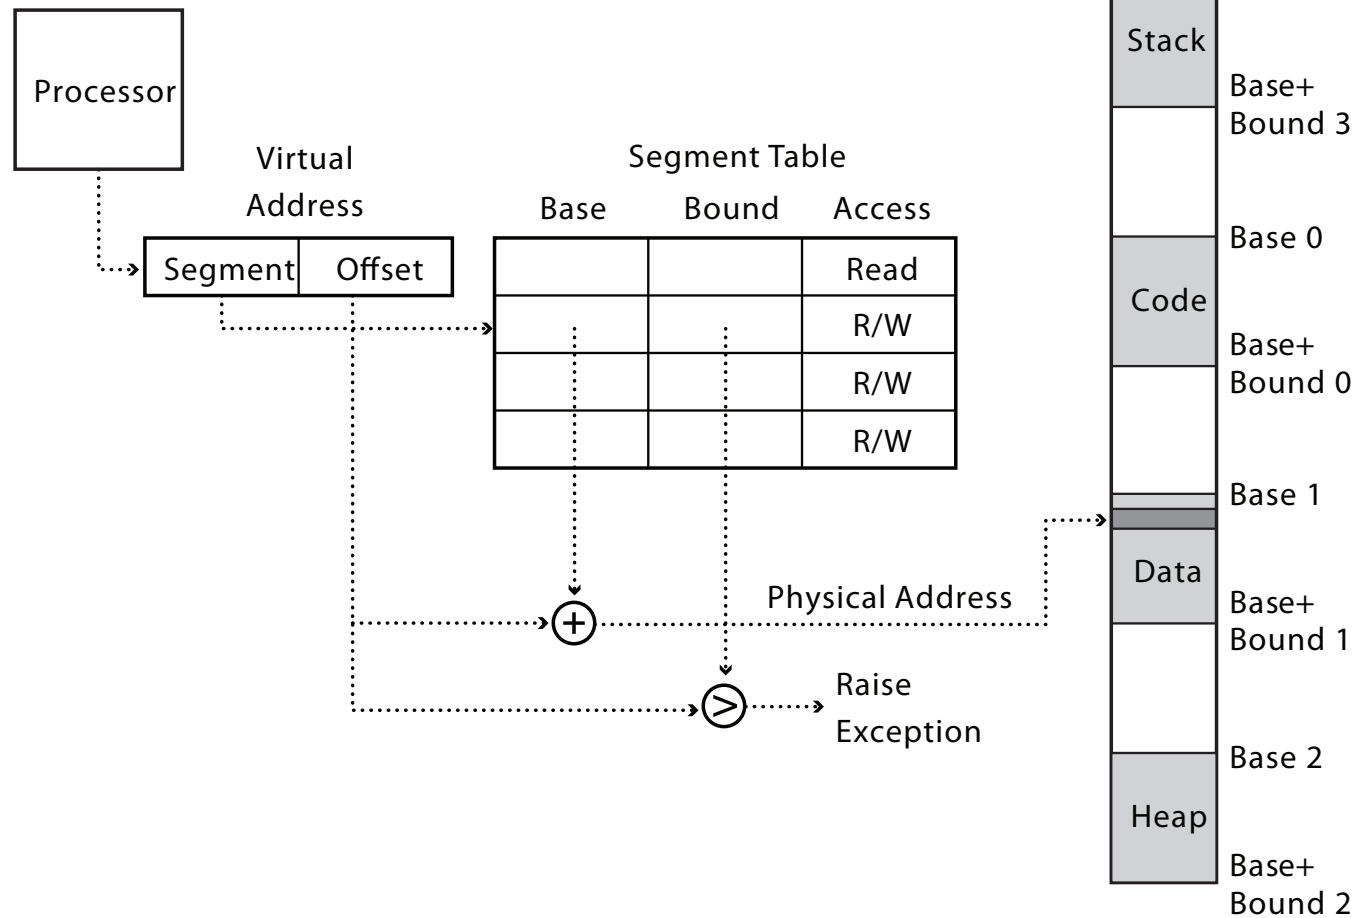 Processor
Virtual
Address
Segment Offset
Segment Table
Base Bound Access
Read
R/W
R/W
R/W
+
Physical Address
>
Raise
Exception
Stack
Base+
Bound 3
Base 0
Code
Base+
Bound 0
Base 1
Data
Base+
Bound 1
Base 2
Heap
Base+
Bound 2